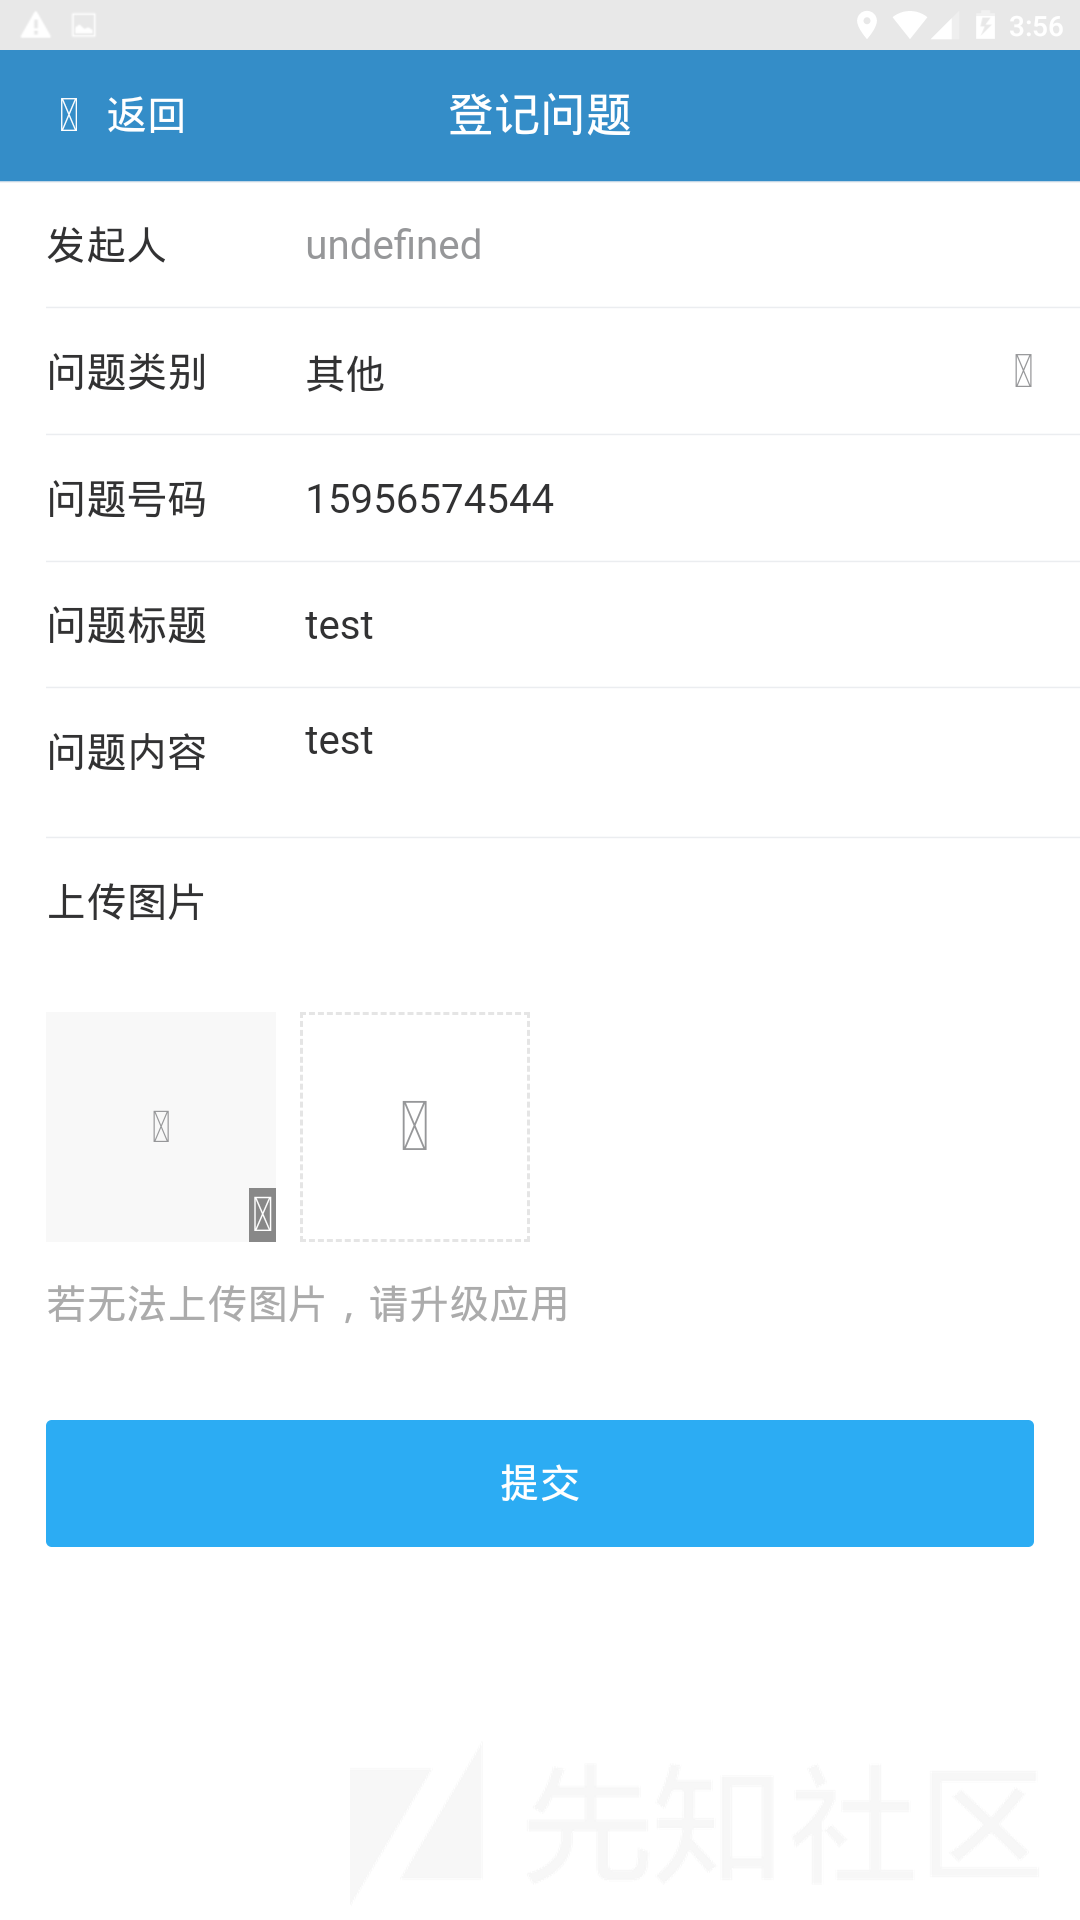 3:56
返回
登记问题
发起人 undefined
问题类别 其他
问题号码 15956574544
问题标题 test
问题内容 test
上传图片
若无法上传图片，请升级应用
提交
先知社区